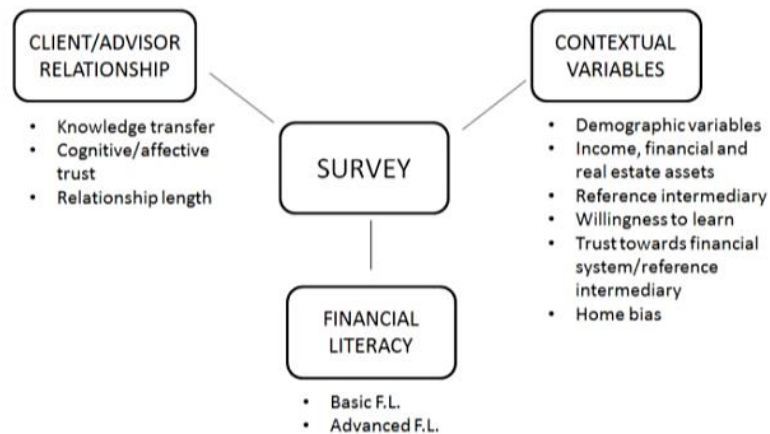 CLIENT/ADVISOR
RELATIONSHIP
• Knowledge transfer
• Cognitive/affective
trust
• Relationship length
SURVEY
CONTEXTUAL
VARIABLES
• Demographic variables
• Income, financial and
real estate assets
• Reference intermediary
• Willingness to learn
• Trust towards financial
system/reference
intermediary
• Home bias
FINANCIAL
LITERACY
• Basic F.L.
• Advanced F.L.